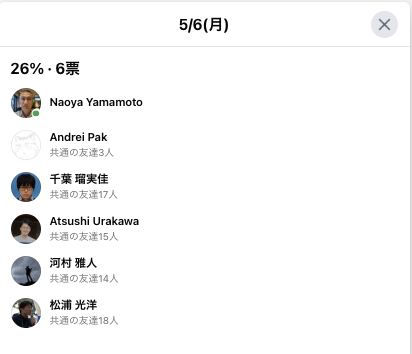 5/6(月)
26% · 6票
Naoya Yamamoto
Andrei Pak
共通の友達3人
千葉 瑠実佳
共通の友達17人
Atsushi Urakawa
共通の友達15人
河村 雅人
共通の友達14人
松浦 光洋
共通の友達18人